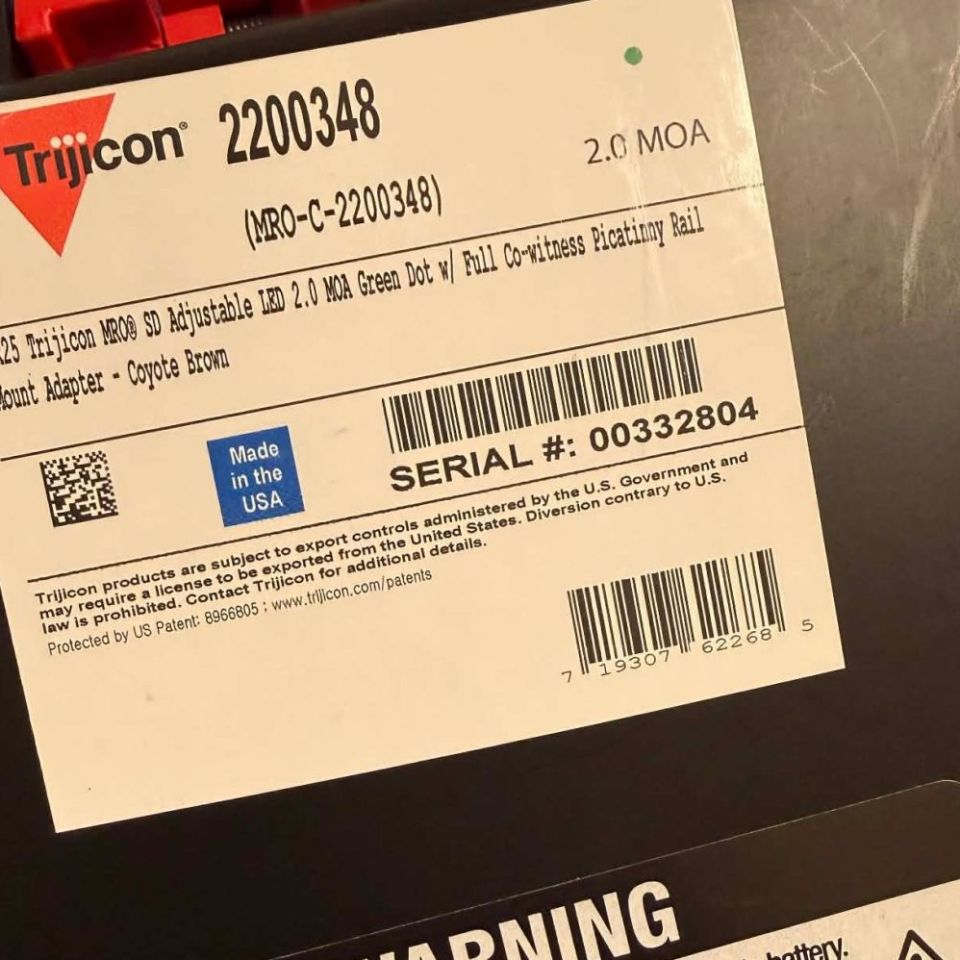 Trijicon®
2200348
2.0 MOA
(MRO-C-2200348)
Trijicon MRO® SD Adjustable LED 2.0 MOA Green Dot w/ Full Co-witness Picatinny Rail
Mount Adapter - Coyote Brown
Made
in the
USA
SERIAL #: 00332804
Trijicon products are subject to export controls administered by the U.S. Government and
may require a license to be exported from the United States. Diversion contrary to U.S.
law is prohibited. Contact Trijicon for additional details.
Protected by US Patent: 8966805 ; www.trijicon.com/patents
7 19307 62268 5
WARNING
battery.